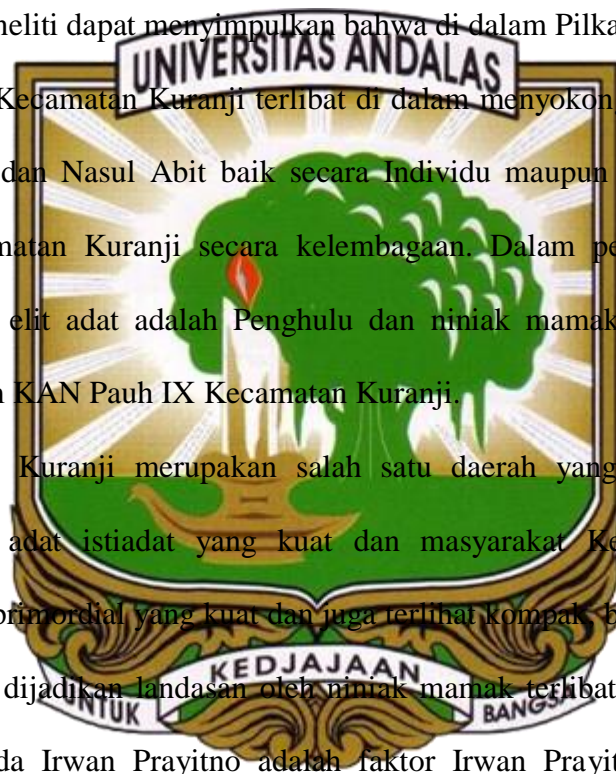 neliti dapat menyimpulkan bahwa di dalam Pilka
UNIVERSITAS ANDALAS
Kecamatan Kuranji terlibat di dalam menyokon
dan Nasul Abit baik secara Individu maupun
matan Kuranji secara kelembagaan. Dalam pe
elit adat adalah Penghulu dan niniak mamak
KAN Pauh IX Kecamatan Kuranji.
Kuranji merupakan salah satu daerah yang
adat istiadat yang kuat dan masyarakat Ke
primordial yang kuat dan juga terlihat kompak, b
KEDJAJAAN
dijadikan landasan oleh niniak mamak terlibat
UNTUK BANGSA
da Irwan Prayitno adalah faktor Irwan Prayit